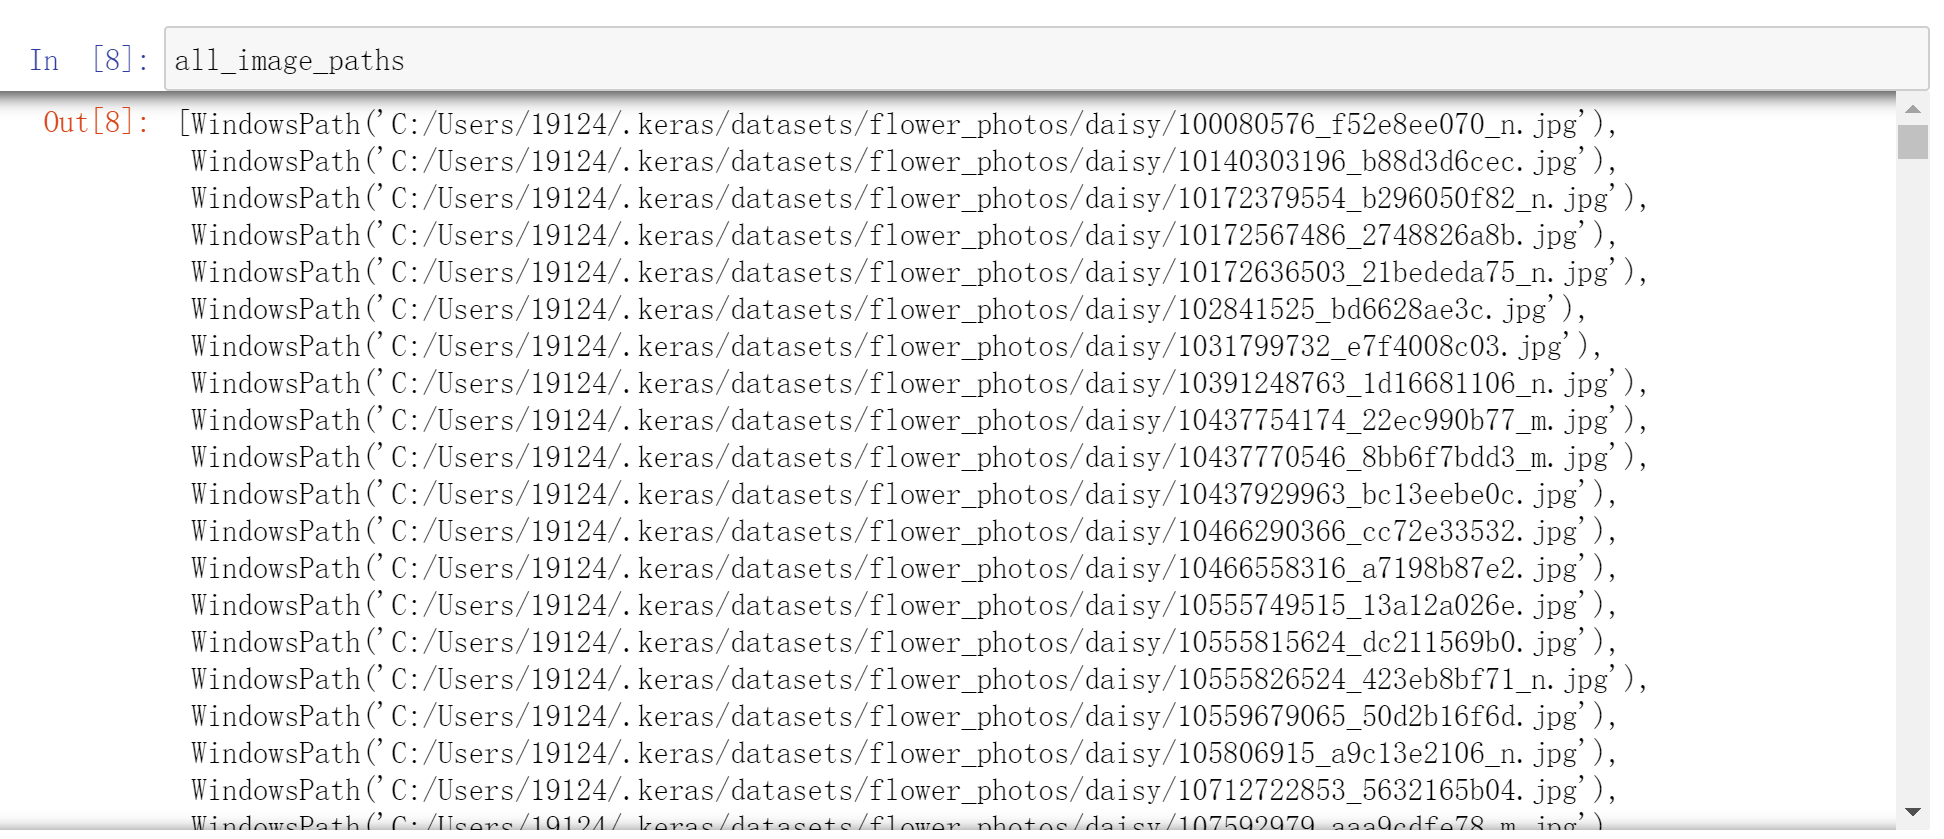 In [8]: all_image_paths
Out[8]: [WindowsPath('C:/Users/19124/.keras/datasets/flower_photos/daisy/100080576_f52e8ee070_n.jpg'),
WindowsPath('C:/Users/19124/.keras/datasets/flower_photos/daisy/10140303196_b88d3d6cec.jpg'),
WindowsPath('C:/Users/19124/.keras/datasets/flower_photos/daisy/10172379554_b296050f82_n.jpg'),
WindowsPath('C:/Users/19124/.keras/datasets/flower_photos/daisy/10172567486_2748826a8b.jpg'),
WindowsPath('C:/Users/19124/.keras/datasets/flower_photos/daisy/10172636503_21bededa75_n.jpg'),
WindowsPath('C:/Users/19124/.keras/datasets/flower_photos/daisy/102841525_bd6628ae3c.jpg'),
WindowsPath('C:/Users/19124/.keras/datasets/flower_photos/daisy/1031799732_e7f4008c03.jpg'),
WindowsPath('C:/Users/19124/.keras/datasets/flower_photos/daisy/10391248763_1d16681106_n.jpg'),
WindowsPath('C:/Users/19124/.keras/datasets/flower_photos/daisy/10437754174_22ec990b77_m.jpg'),
WindowsPath('C:/Users/19124/.keras/datasets/flower_photos/daisy/10437770546_8bb6f7bdd3_m.jpg'),
WindowsPath('C:/Users/19124/.keras/datasets/flower_photos/daisy/10437929963_bc13eebe0c.jpg'),
WindowsPath('C:/Users/19124/.keras/datasets/flower_photos/daisy/10466290366_cc72e33532.jpg'),
WindowsPath('C:/Users/19124/.keras/datasets/flower_photos/daisy/10466558316_a7198b87e2.jpg'),
WindowsPath('C:/Users/19124/.keras/datasets/flower_photos/daisy/10555749515_13a12a026e.jpg'),
WindowsPath('C:/Users/19124/.keras/datasets/flower_photos/daisy/10555815624_dc211569b0.jpg'),
WindowsPath('C:/Users/19124/.keras/datasets/flower_photos/daisy/10555826524_423eb8bf71_n.jpg'),
WindowsPath('C:/Users/19124/.keras/datasets/flower_photos/daisy/10559679065_50d2b16f6d.jpg'),
WindowsPath('C:/Users/19124/.keras/datasets/flower_photos/daisy/105806915_a9c13e2106_n.jpg'),
WindowsPath('C:/Users/19124/.keras/datasets/flower_photos/daisy/10712722853_5632165b04.jpg'),
WindowsPath('C:/Users/19124/.keras/datasets/flower_photos/daisy/107592979_aaa9cdfe78_m.jpg')